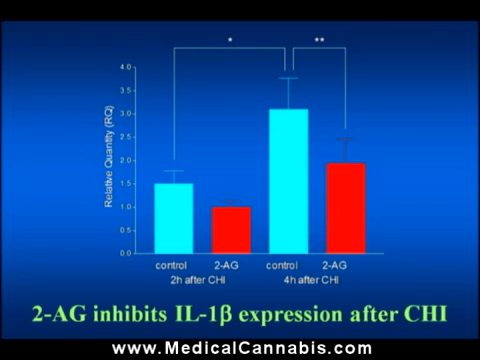 * **
4.0
3.5
3.0
2.5
2.0
1.5
1.0
0.5
0.0
Relative Quantity (RQ)
control 2-AG control 2-AG
2h after CHI 4h after CHI
2-AG inhibits IL-1β expression after CHI
www.MedicalCannabis.com